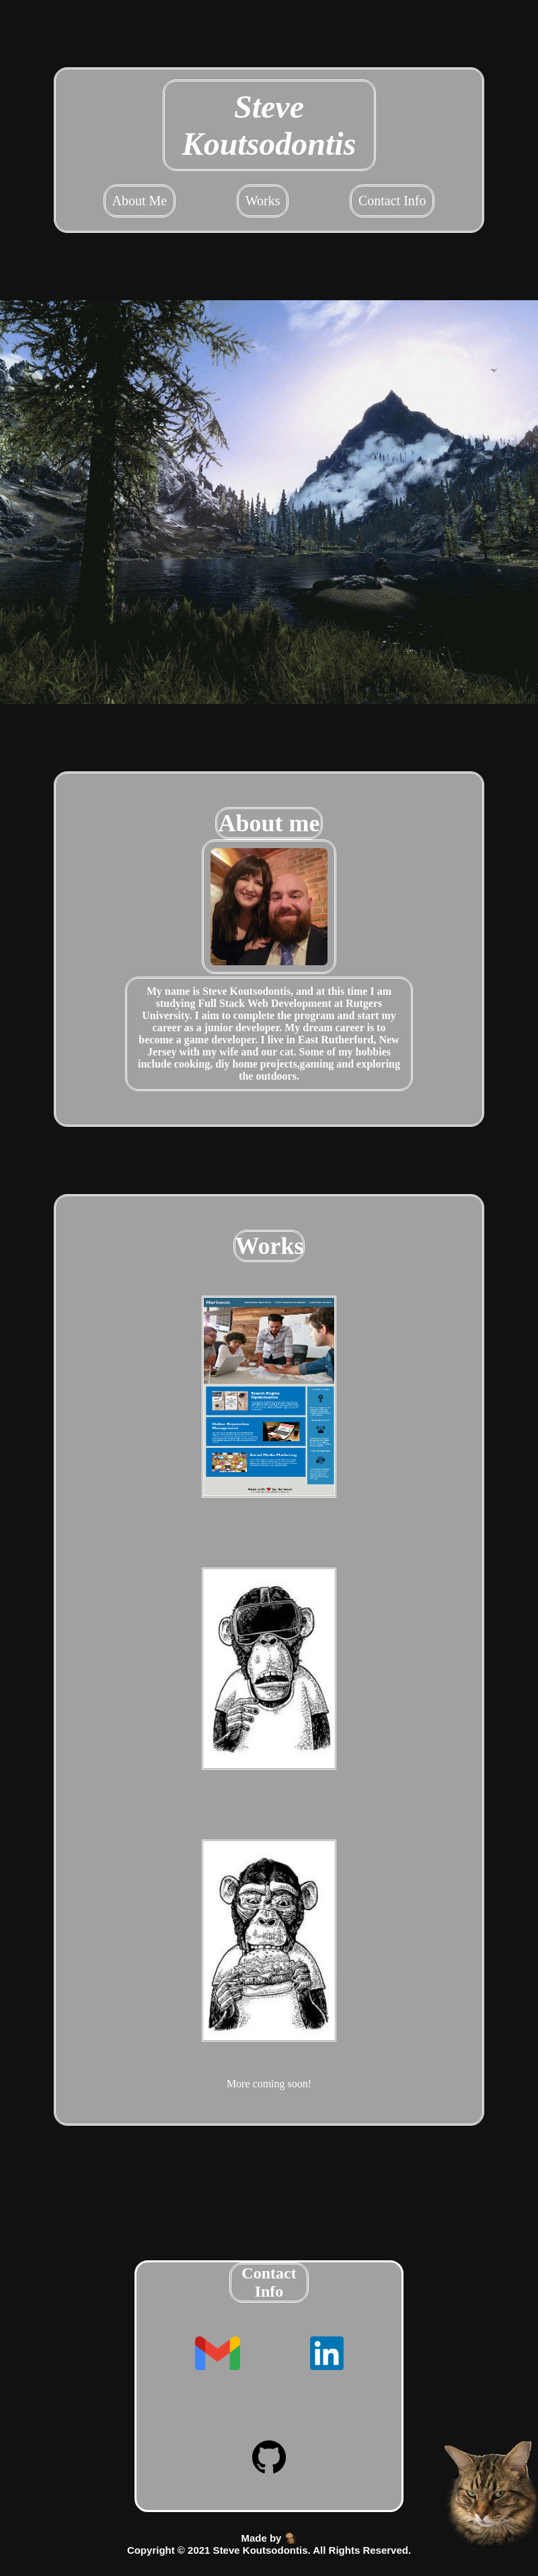 Steve
Koutsodontis
About Me
Works
Contact Info
About me
My name is Steve Koutsodontis, and at this time I am
studying Full Stack Web Development at Rutgers
University. I aim to complete the program and start my
career as a junior developer. My dream career is to
become a game developer. I live in East Rutherford, New
Jersey with my wife and our cat. Some of my hobbies
include cooking, diy home projects,gaming and exploring
the outdoors.
Works
Horiseon
Search Engine
Optimization
Online Reputation
Management
Social Media Marketing
More coming soon!
Contact
Info
in
Made by
Copyright © 2021 Steve Koutsodontis. All Rights Reserved.